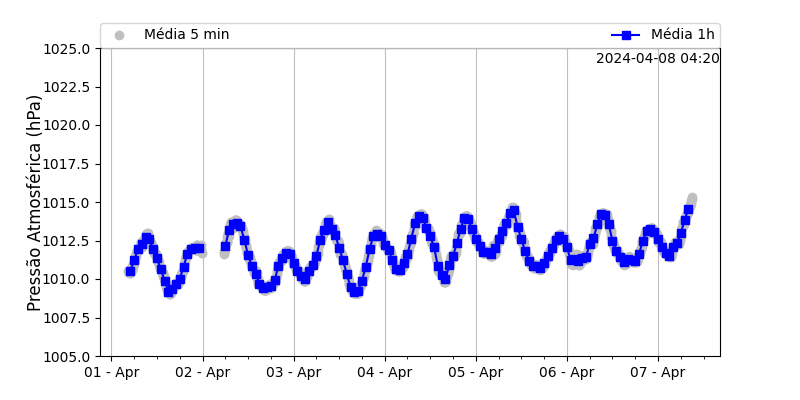 Média 5 min
Média 1h
2024-04-08 04:20
Pressão Atmosférica (hPa)
1025.0
1022.5
1020.0
1017.5
1015.0
1012.5
1010.0
1007.5
1005.0
01 - Apr
02 - Apr
03 - Apr
04 - Apr
05 - Apr
06 - Apr
07 - Apr